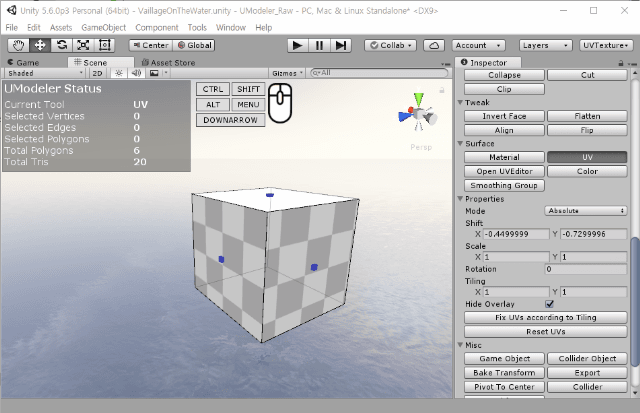 Unity 5.6.0p3 Personal (64bit) - VaillageOnTheWater.unity - UModeler_Raw - PC, Mac & Linux Standalone* <DX9>
File Edit Assets GameObject Component Tools Window Help
Center Global Collab Account Layers UVTexture
Game Scene Asset Store Inspector
Shaded 2D Gizmos All
UModeler Status
Current Tool UV
Selected Vertices 0
Selected Edges 0
Selected Polygons 0
Total Polygons 6
Total Tris 20
CTRL SHIFT
ALT MENU
DOWNARROW
Persp
Collapse Cut
Clip
Tweak
Invert Face Flatten
Align Flip
Surface
Material UV
Open UVEditor Color
Smoothing Group
Properties
Mode Absolute
Shift
X -0.4499999 Y -0.7299996
Scale
X 1 Y 1
Rotation 0
Tiling
X 1 Y 1
Hide Overlay
Fix UVs according to Tiling
Reset UVs
Misc
Game Object Collider Object
Bake Transform Export
Pivot To Center Collider